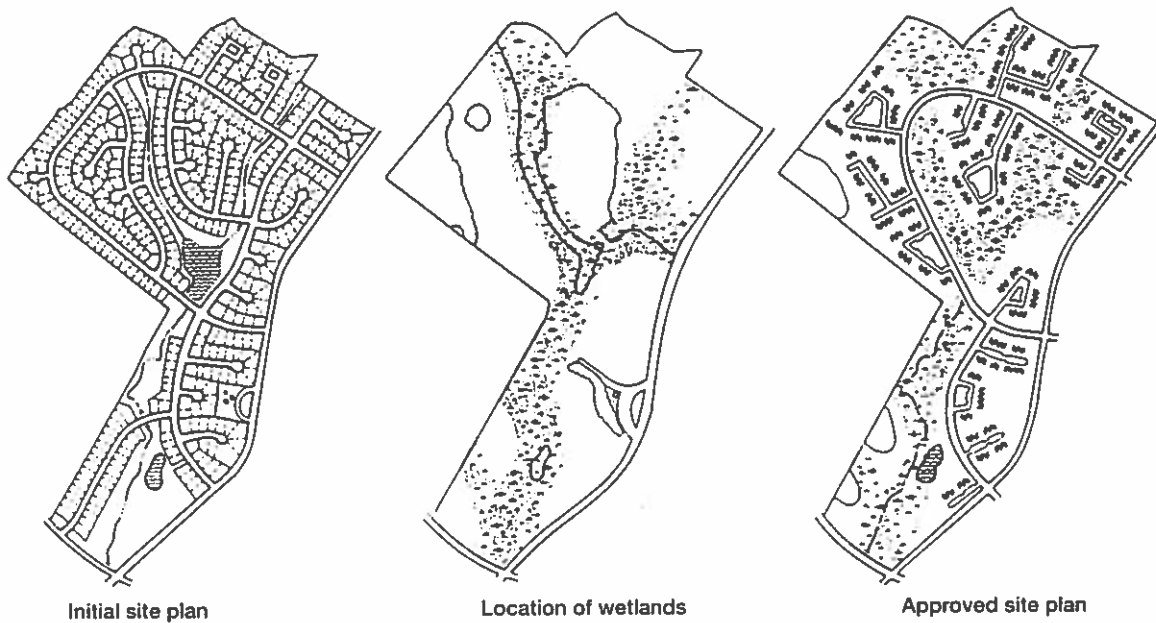 Initial site plan
Location of wetlands
Approved site plan